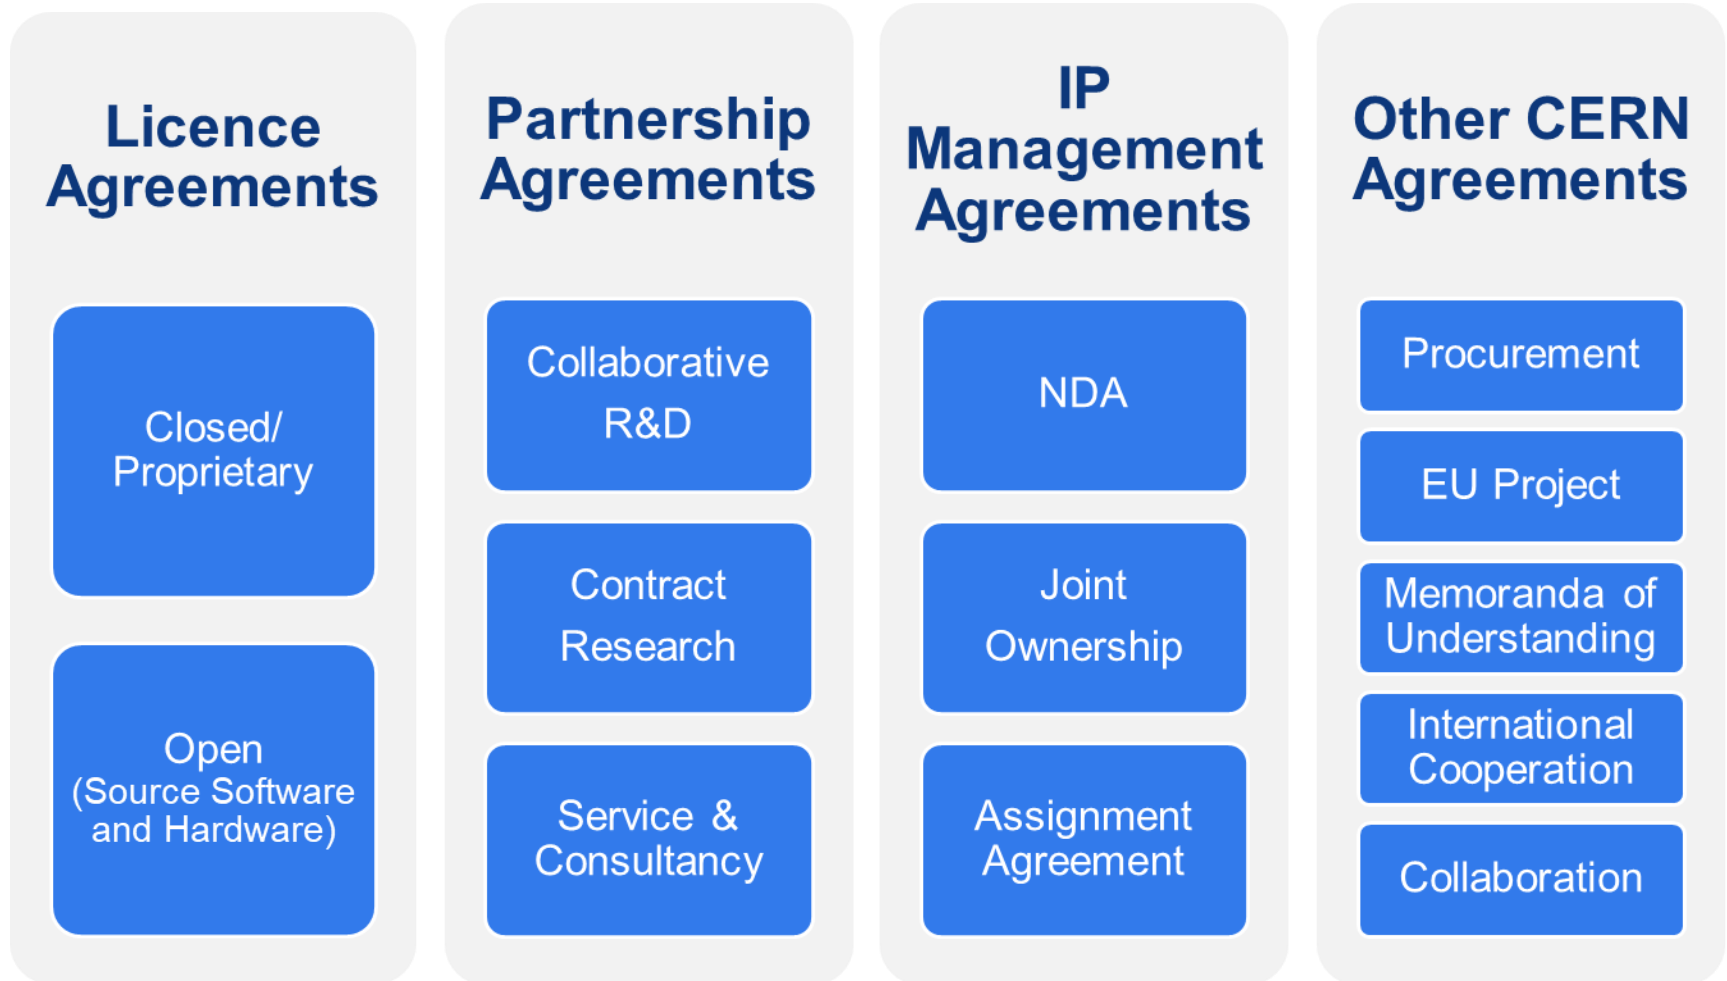 Licence
Agreements
Closed/
Proprietary
Open
(Source Software
and Hardware)
Partnership
Agreements
Collaborative
R&D
Contract
Research
Service &
Consultancy
IP
Management
Agreements
NDA
Joint
Ownership
Assignment
Agreement
Other CERN
Agreements
Procurement
EU Project
Memoranda of
Understanding
International
Cooperation
Collaboration